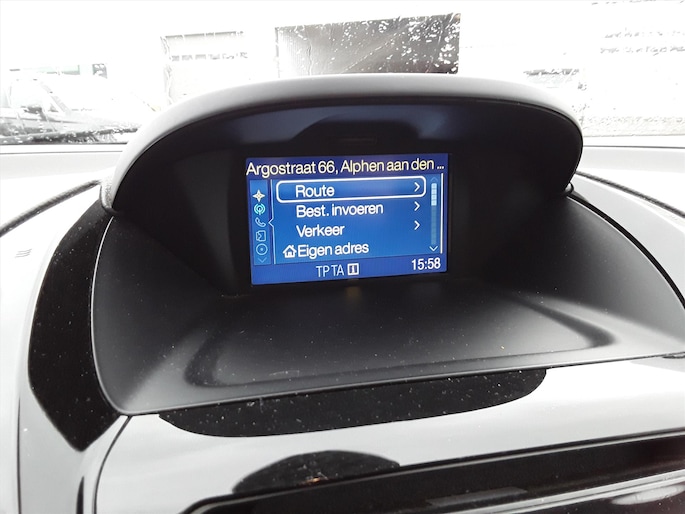 Argostraat 66, Alphen aan den ...
Route
Best. invoeren
Verkeer
Eigen adres
TP TA 15:58